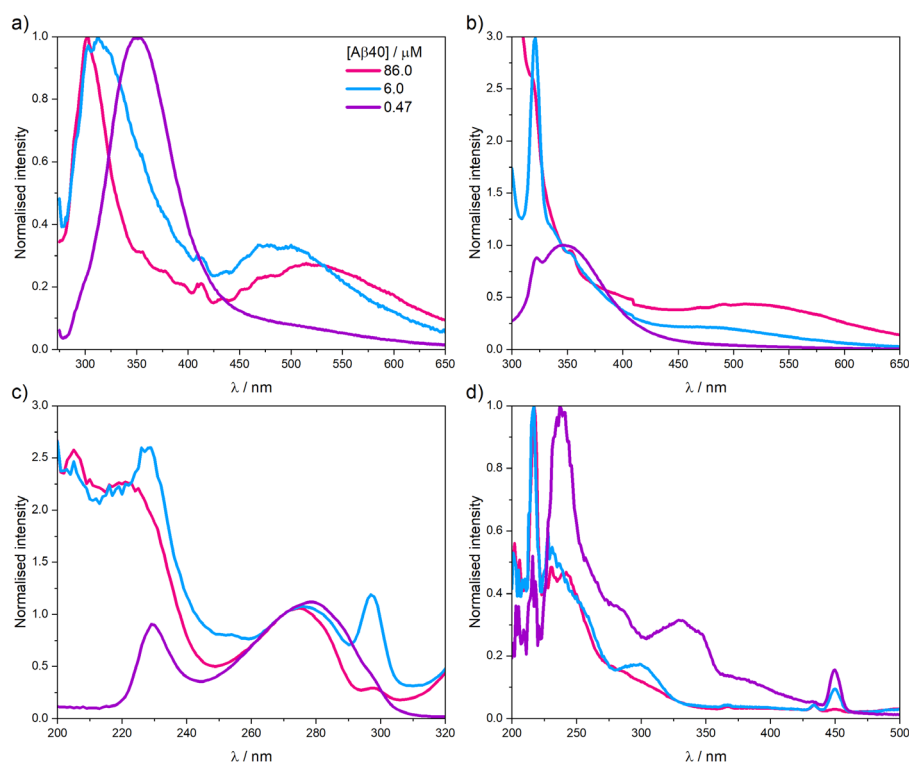 a)
1.0
0.8
0.6
0.4
0.2
0.0
Normalised intensity
300 350 400 450 500 550 600 650
λ / nm
[Aβ40] / μM
86.0
6.0
0.47
b)
3.0
2.5
2.0
1.5
1.0
0.5
0.0
Normalised intensity
300 350 400 450 500 550 600 650
λ / nm
c)
3.0
2.5
2.0
1.5
1.0
0.5
0.0
Normalised intensity
200 220 240 260 280 300 320
λ / nm
d)
1.0
0.8
0.6
0.4
0.2
0.0
Normalised intensity
200 250 300 350 400 450 500
λ / nm